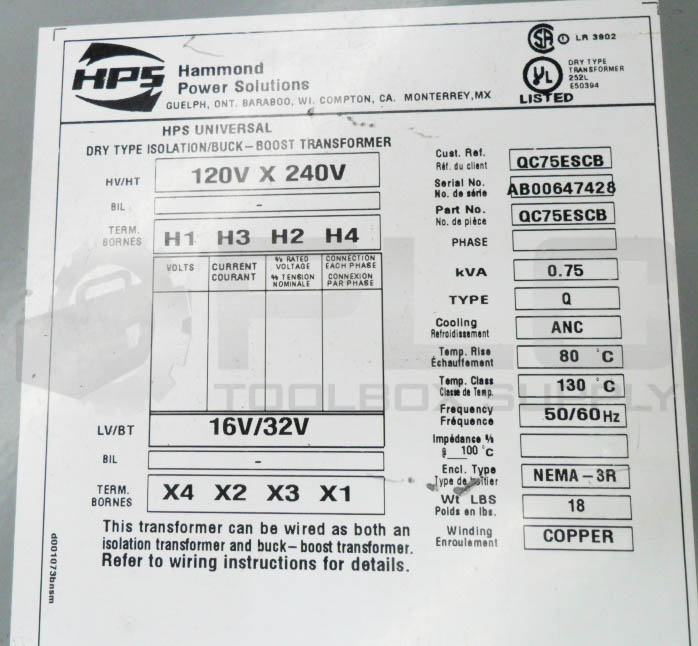 HPS
Hammond
Power Solutions
GUELPH, ONT. BARABOO, WI. COMPTON, CA. MONTERREY,MX
SA LR 3902
UL
LISTED
DRY TYPE
TRANSFORMER
252L
E50394
HPS UNIVERSAL
DRY TYPE ISOLATION/BUCK-BOOST TRANSFORMER
HV/HT 120V X 240V
BIL -
TERM.
BORNES H1 H3 H2 H4
VOLTS
CURRENT
COURANT
% RATED
VOLTAGE
% TENSION
NOMINALE
CONNECTION
EACH PHASE
CONNEXION
PAR PHASE
LV/BT 16V/32V
BIL -
TERM.
BORNES X4 X2 X3 X1
This transformer can be wired as both an
isolation transformer and buck-boost transformer.
Refer to wiring instructions for details.
d001073bnsm
Cust. Ref.
Réf. du client QC75ESCB
Serial No.
No. de série AB00647428
Part No.
No. de pièce QC75ESCB
PHASE
kVA 0.75
TYPE Q
Cooling
Refroidissement ANC
Temp. Rise
Échauffement 80 °C
Temp. Class
Classe de Temp. 130 °C
Frequency
Fréquence 50/60 Hz
Impédance %
@ 100 °C
Encl. Type
Type de boîtier NEMA-3R
Wt LBS
Poids en lbs. 18
Winding
Enroulement COPPER
PLC
TOOLBOX SUPPLY